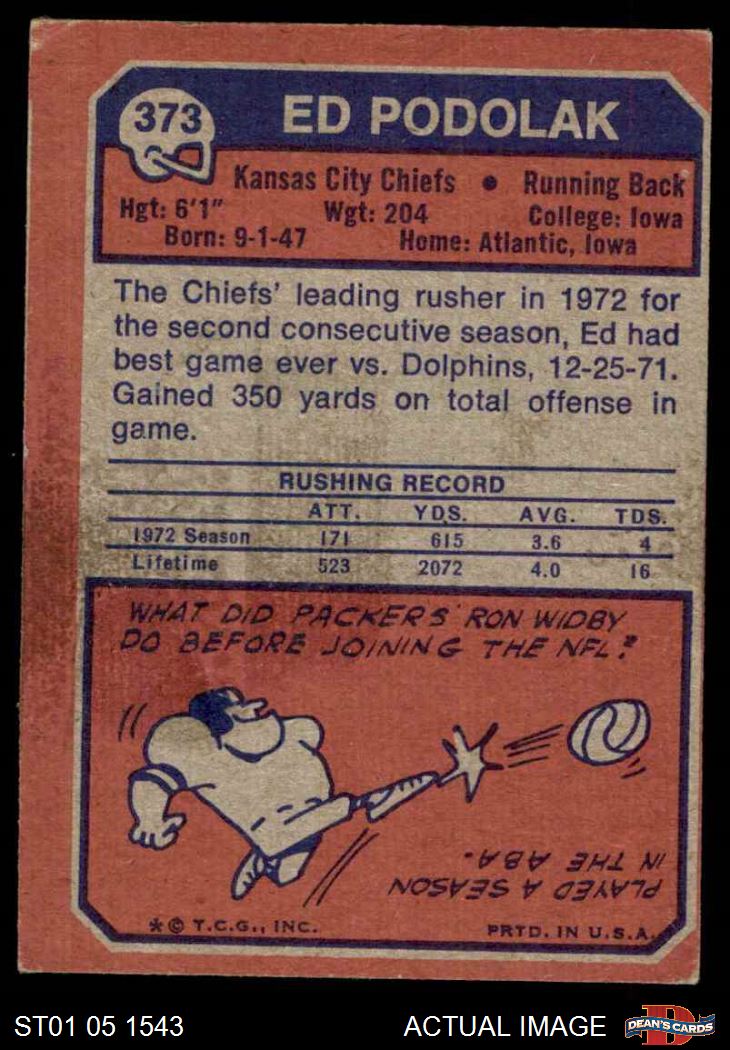 373
ED PODOLAK
Kansas City Chiefs • Running Back
Hgt: 6'1" Wgt: 204 College: Iowa
Born: 9-1-47 Home: Atlantic, Iowa
The Chiefs' leading rusher in 1972 for
the second consecutive season, Ed had
best game ever vs. Dolphins, 12-25-71.
Gained 350 yards on total offense in
game.
RUSHING RECORD
ATT. YDS. AVG. TDS.
1972 Season 171 615 3.6 4
Lifetime 523 2072 4.0 16
WHAT DID PACKERS' RON WIDBY
DO BEFORE JOINING THE NFL?
PLAYED A SEASON
IN THE ABA.
* © T.C.G., INC. PRTD. IN U.S.A.
ST01 05 1543 ACTUAL IMAGE
D
DEAN'S CARDS